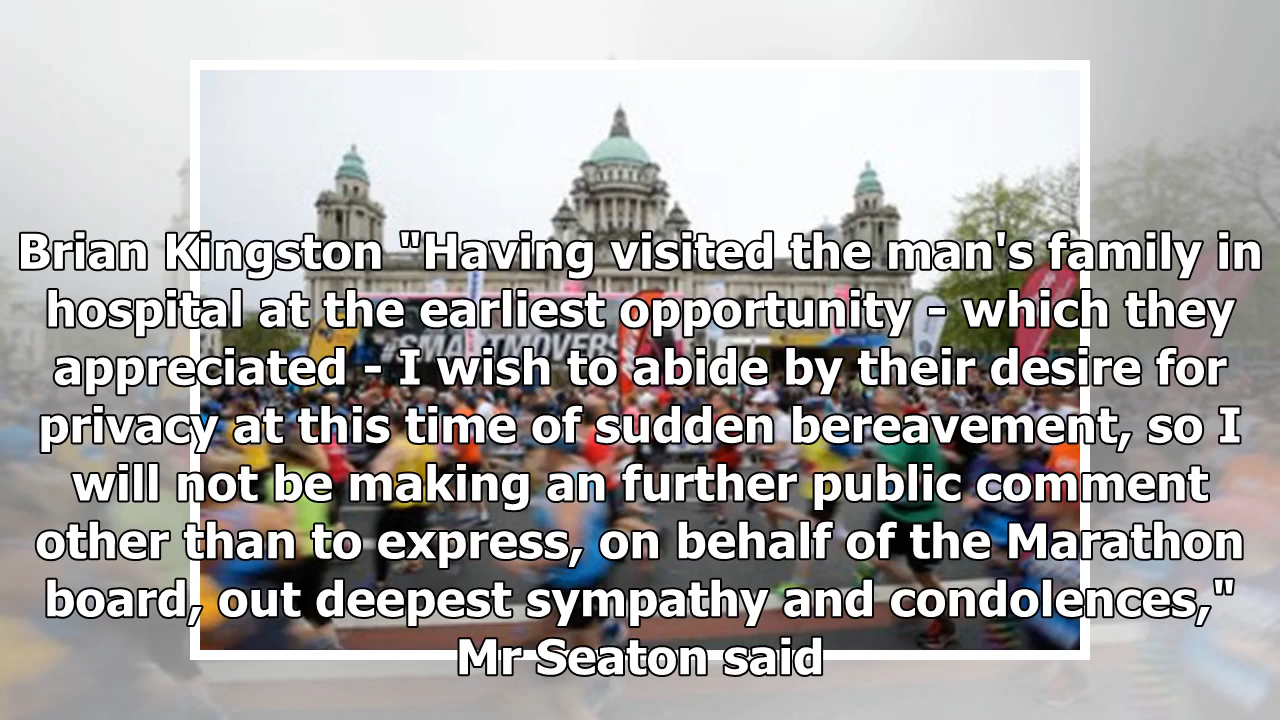 Brian Kingston "Having visited the man's family in
hospital at the earliest opportunity - which they
appreciated - I wish to abide by their desire for
privacy at this time of sudden bereavement, so I
will not be making an further public comment
other than to express, on behalf of the Marathon
board, out deepest sympathy and condolences,"
Mr Seaton said
#SMARTMOVERS